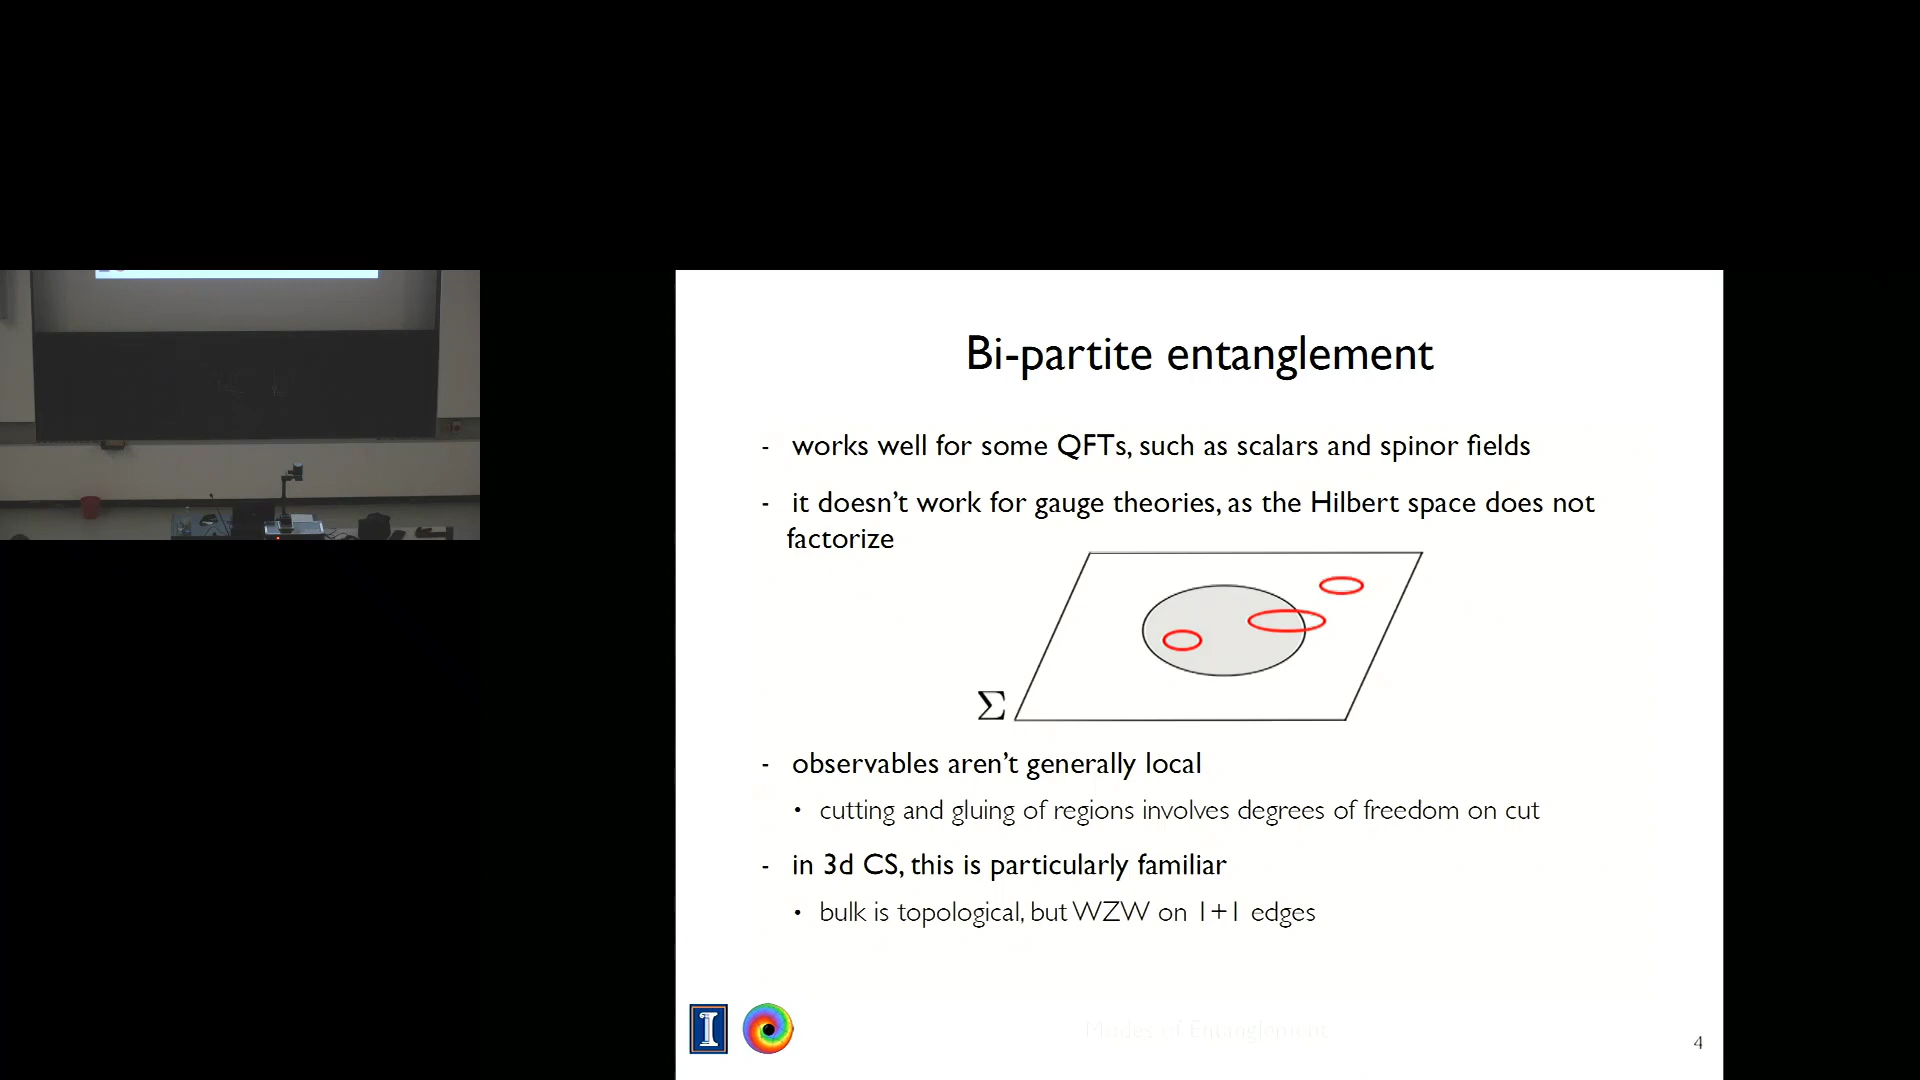 Bi-partite entanglement
- works well for some QFTs, such as scalars and spinor fields
- it doesn't work for gauge theories, as the Hilbert space does not
factorize
Σ
- observables aren't generally local
• cutting and gluing of regions involves degrees of freedom on cut
- in 3d CS, this is particularly familiar
• bulk is topological, but WZW on 1+1 edges
I
Modes of Entanglement
4